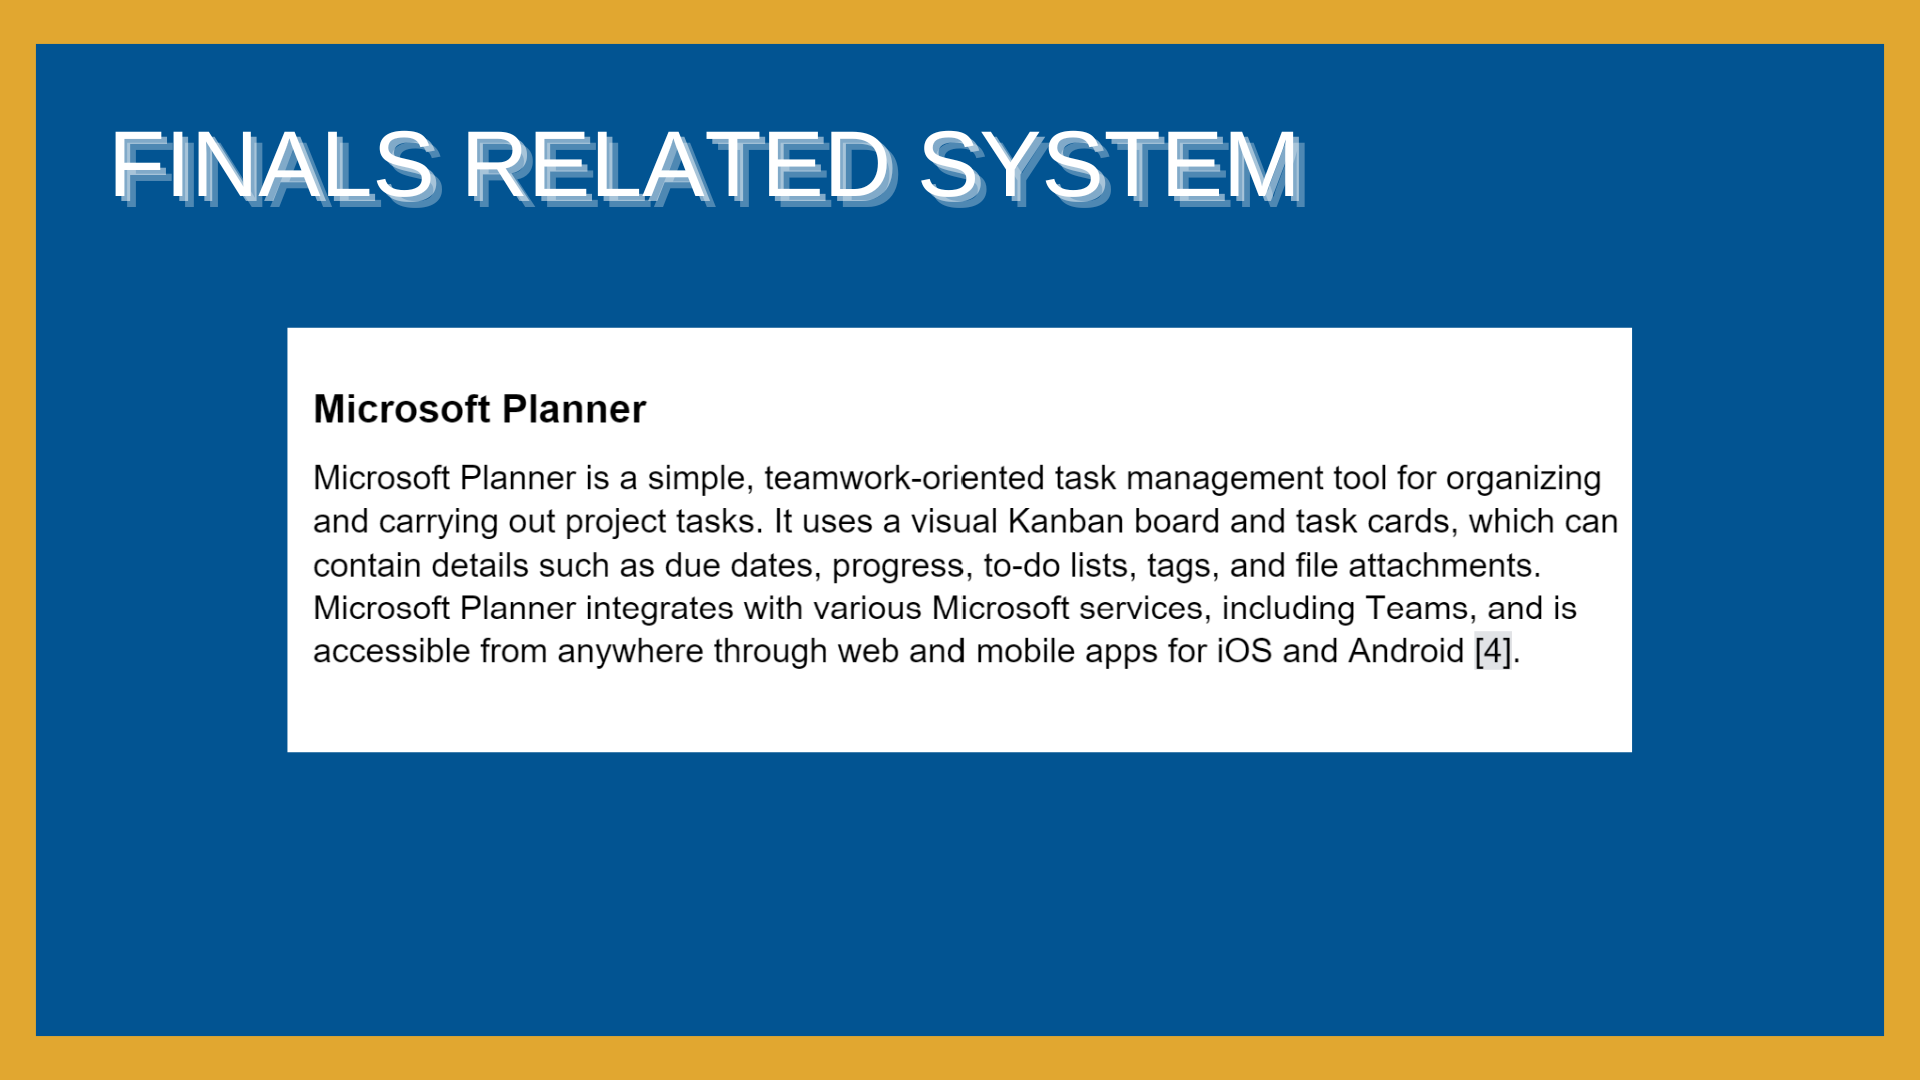 FINALS RELATED SYSTEM
Microsoft Planner
Microsoft Planner is a simple, teamwork-oriented task management tool for organizing
and carrying out project tasks. It uses a visual Kanban board and task cards, which can
contain details such as due dates, progress, to-do lists, tags, and file attachments.
Microsoft Planner integrates with various Microsoft services, including Teams, and is
accessible from anywhere through web and mobile apps for iOS and Android [4].